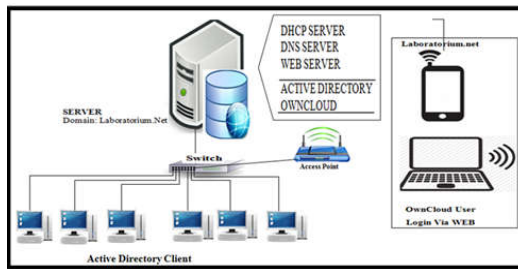 DHCP SERVER
DNS SERVER
WEB SERVER
ACTIVE DIRECTORY
OWNCLOUD
Laboratorium.net
SERVER
Domain: Laboratorium.Net
Switch
Access Point
OwnCloud User
Login Via WEB
Active Directory Client